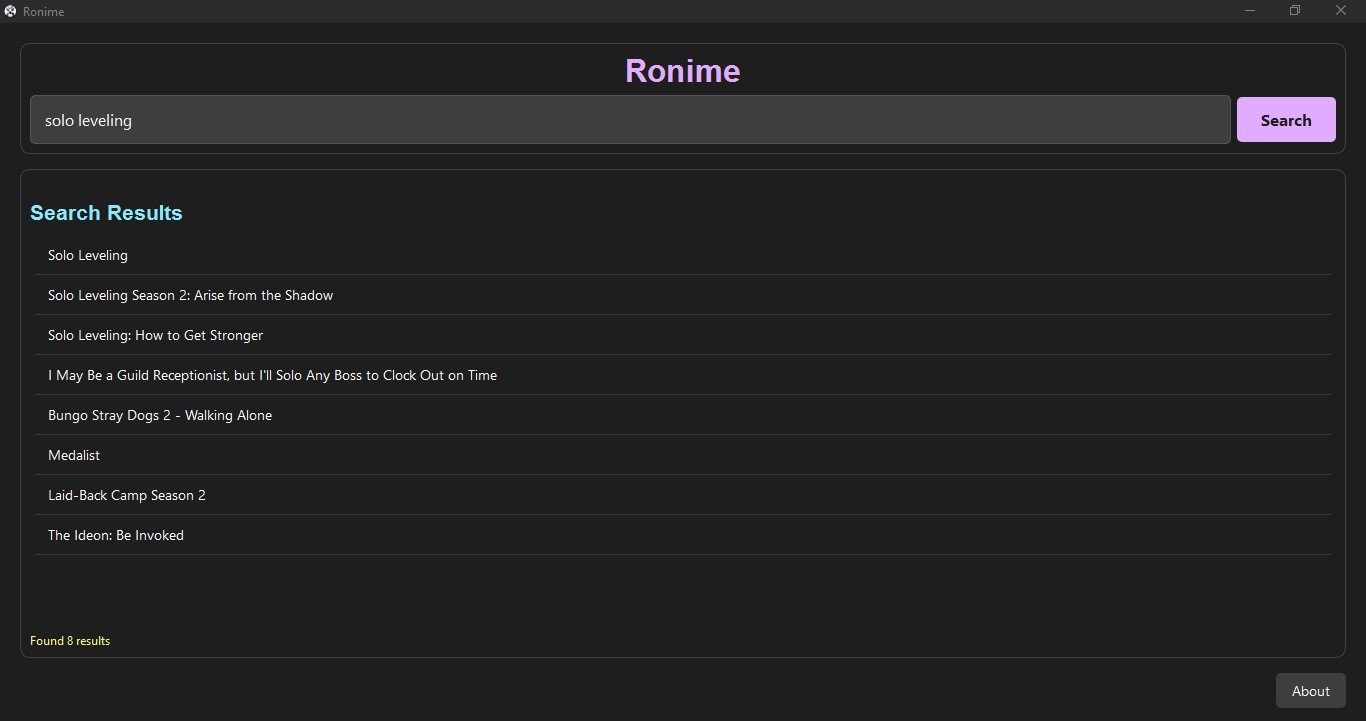 Ronime
Ronime
solo leveling
Search
Search Results
Solo Leveling
Solo Leveling Season 2: Arise from the Shadow
Solo Leveling: How to Get Stronger
I May Be a Guild Receptionist, but I'll Solo Any Boss to Clock Out on Time
Bungo Stray Dogs 2 - Walking Alone
Medalist
Laid-Back Camp Season 2
The Ideon: Be Invoked
Found 8 results
About